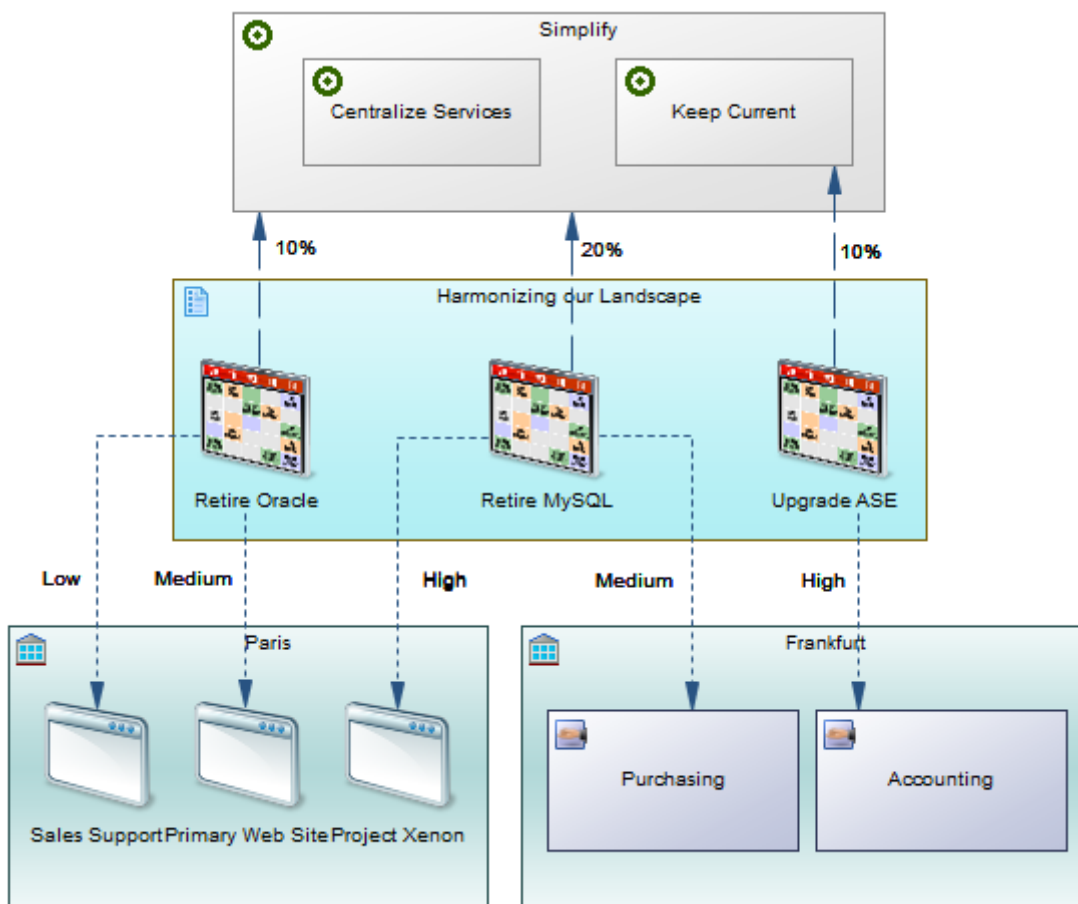 Simplify
Centralize Services
Keep Current
10%
20%
10%
Harmonizing our Landscape
Retire Oracle
Retire MySQL
Upgrade ASE
Low
Medium
High
Medium
High
Paris
Frankfurt
Purchasing
Accounting
Sales Support
Primary Web Site
Project Xenon